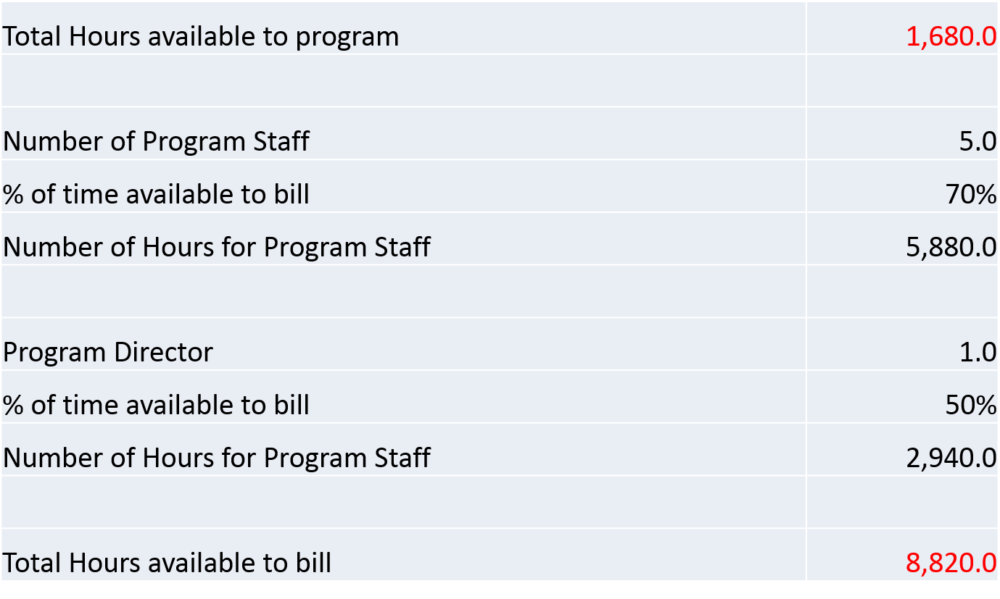 Total Hours available to program 1,680.0
Number of Program Staff 5.0
% of time available to bill 70%
Number of Hours for Program Staff 5,880.0
Program Director 1.0
% of time available to bill 50%
Number of Hours for Program Staff 2,940.0
Total Hours available to bill 8,820.0